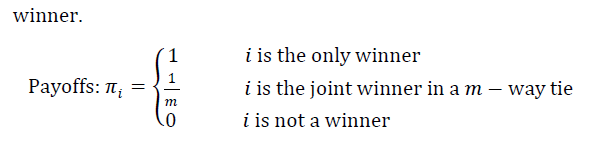 winner.
1 i is the only winner
Payoffs: π_i = { 1/m i is the joint winner in a m − way tie
0 i is not a winner